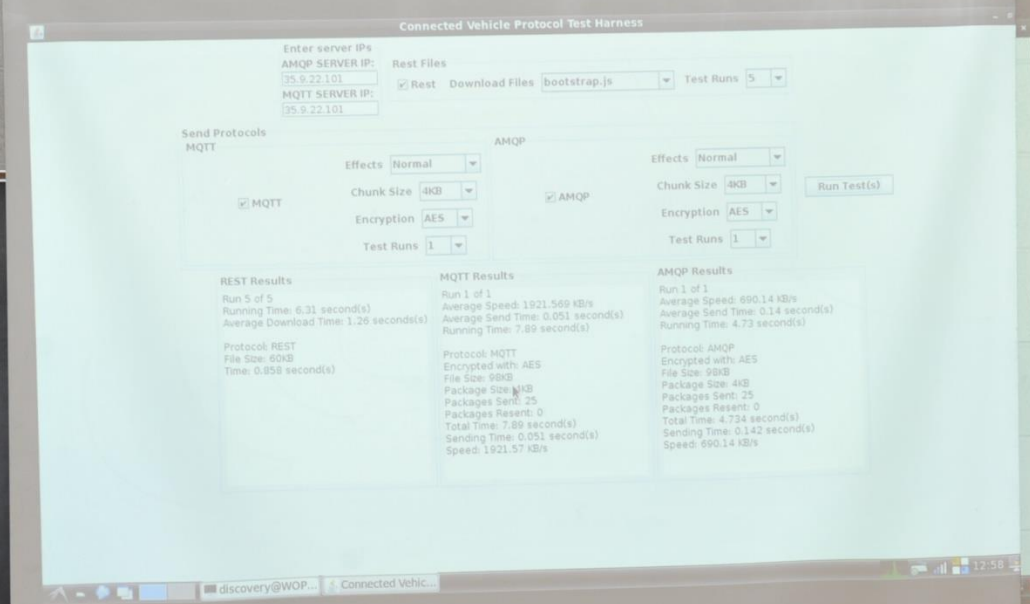 Connected Vehicle Protocol Test Harness
Enter server IPs
AMQP SERVER IP:
35.9.22.101
MQTT SERVER IP:
35.9.22.101
Rest Files
Rest Download Files bootstrap.js Test Runs 5
Send Protocols
MQTT
MQTT
Effects Normal
Chunk Size 4KB
Encryption AES
Test Runs 1
AMQP
AMQP
Effects Normal
Chunk Size 4KB
Encryption AES
Test Runs 1
Run Test(s)
REST Results
Run 5 of 5
Running Time: 6.31 second(s)
Average Download Time: 1.26 seconds(s)
Protocol: REST
File Size: 60KB
Time: 0.858 second(s)
MQTT Results
Run 1 of 1
Average Speed: 1921.569 KB/s
Average Send Time: 0.051 second(s)
Running Time: 7.89 second(s)
Protocol: MQTT
Encrypted with: AES
File Size: 98KB
Package Size: 4KB
Packages Sent: 25
Packages Resent: 0
Total Time: 7.89 second(s)
Sending Time: 0.051 second(s)
Speed: 1921.57 KB/s
AMQP Results
Run 1 of 1
Average Speed: 690.14 KB/s
Average Send Time: 0.14 second(s)
Running Time: 4.73 second(s)
Protocol: AMQP
Encrypted with: AES
File Size: 98KB
Package Size: 4KB
Packages Sent: 25
Packages Resent: 0
Total Time: 4.734 second(s)
Sending Time: 0.142 second(s)
Speed: 690.14 KB/s
discovery@WOP...
Connected Vehic...
12:58